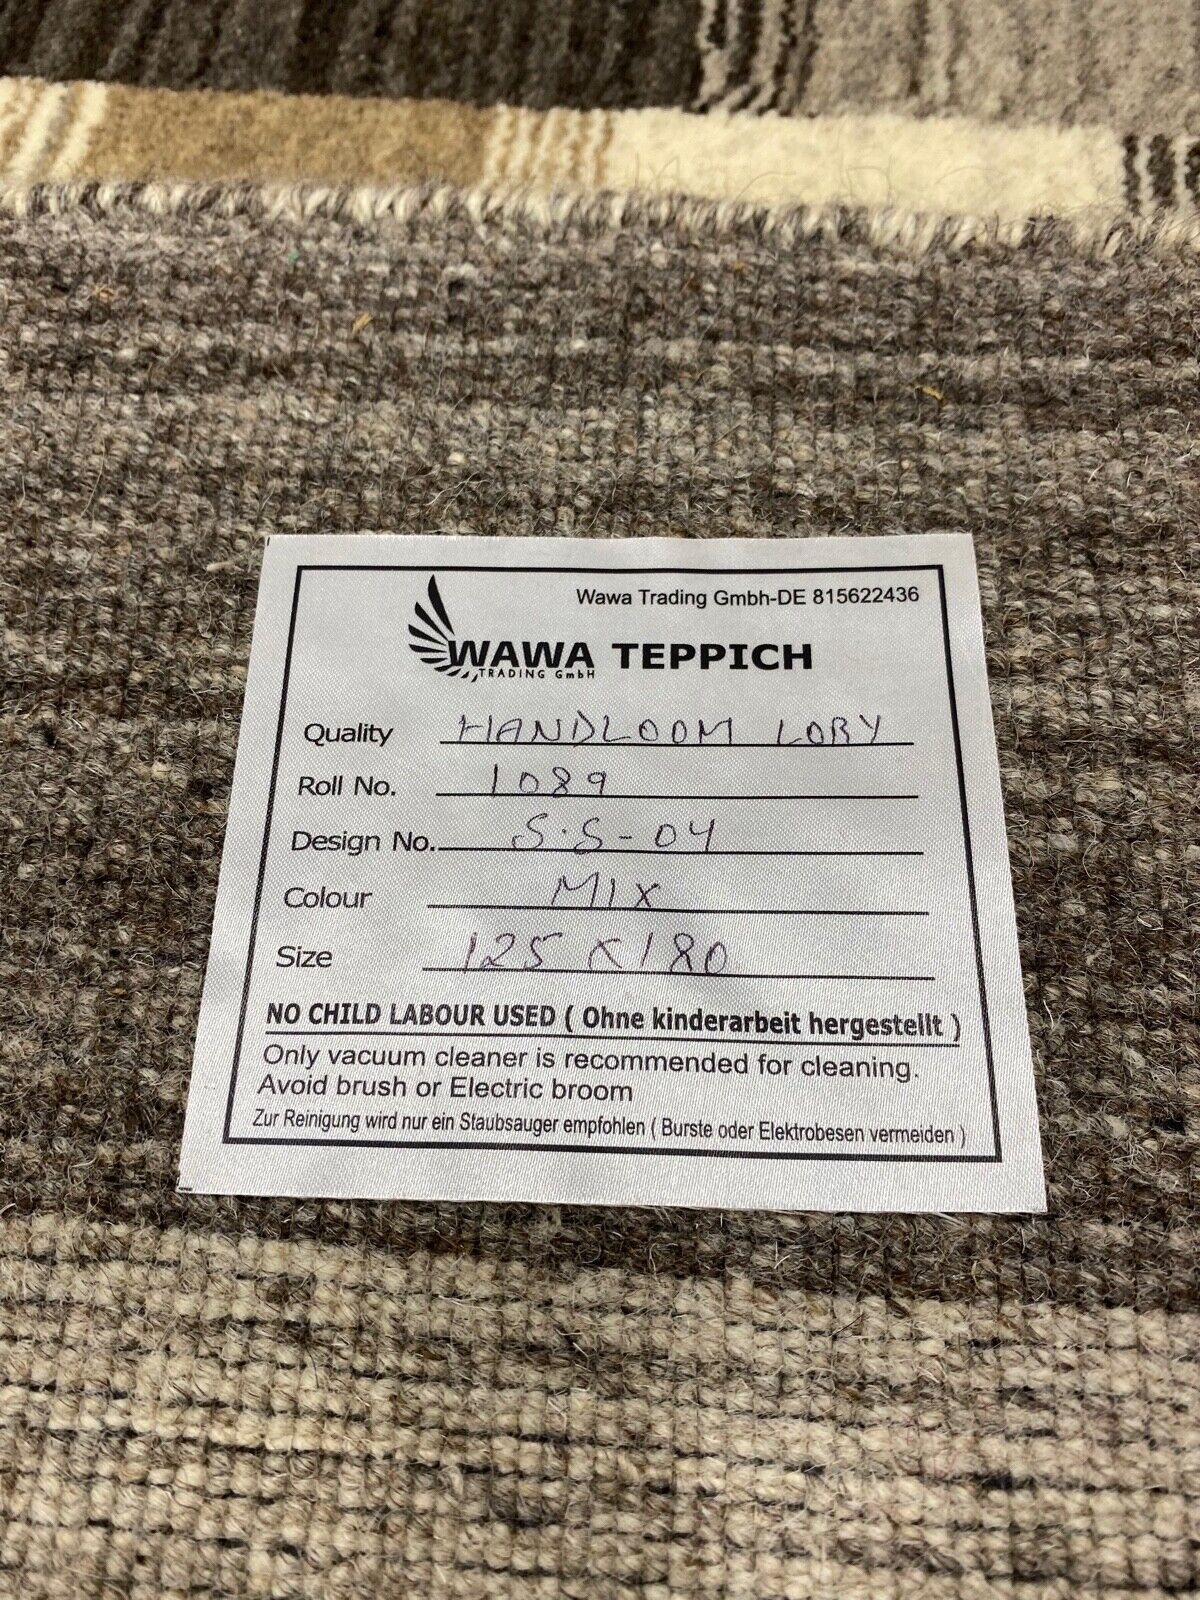 Wawa Trading Gmbh-DE 815622436
WAWA TEPPICH
TRADING GmbH
Quality HANDLOOM LORY
Roll No. 1089
Design No. S.S-04
Colour MIX
Size 125 X 180
NO CHILD LABOUR USED ( Ohne kinderarbeit hergestellt )
Only vacuum cleaner is recommended for cleaning.
Avoid brush or Electric broom
Zur Reinigung wird nur ein Staubsauger empfohlen ( Burste oder Elektrobesen vermeiden )